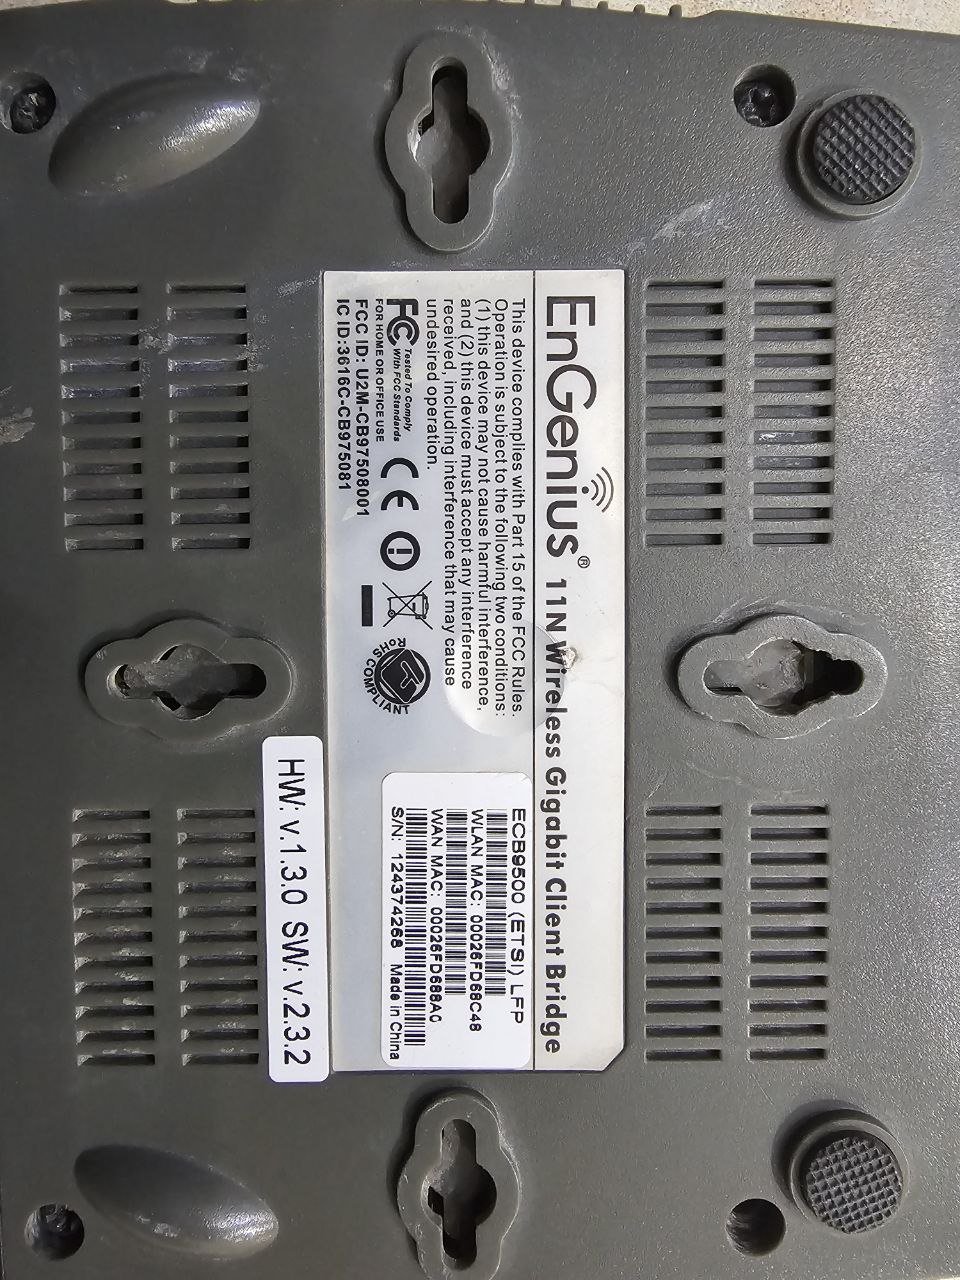 EnGenius® 11N Wireless Gigabit Client Bridge
This device complies with Part 15 of the FCC Rules.
Operation is subject to the following two conditions:
(1) this device may not cause harmful interference,
and (2) this device must accept any interference
received, including interference that may cause
undesired operation.
FC Tested To Comply
With FCC Standards
FOR HOME OR OFFICE USE
FCC ID: U2M-CB97508001
IC ID:3616C-CB975081
CE
RoHS COMPLIANT
ECB9500 (ETSI) LFP
WLAN MAC: 00026FD68C48
WAN MAC: 00026FD688A0
S/N: 124374268 Made in China
HW: v.1.3.0 SW: v.2.3.2